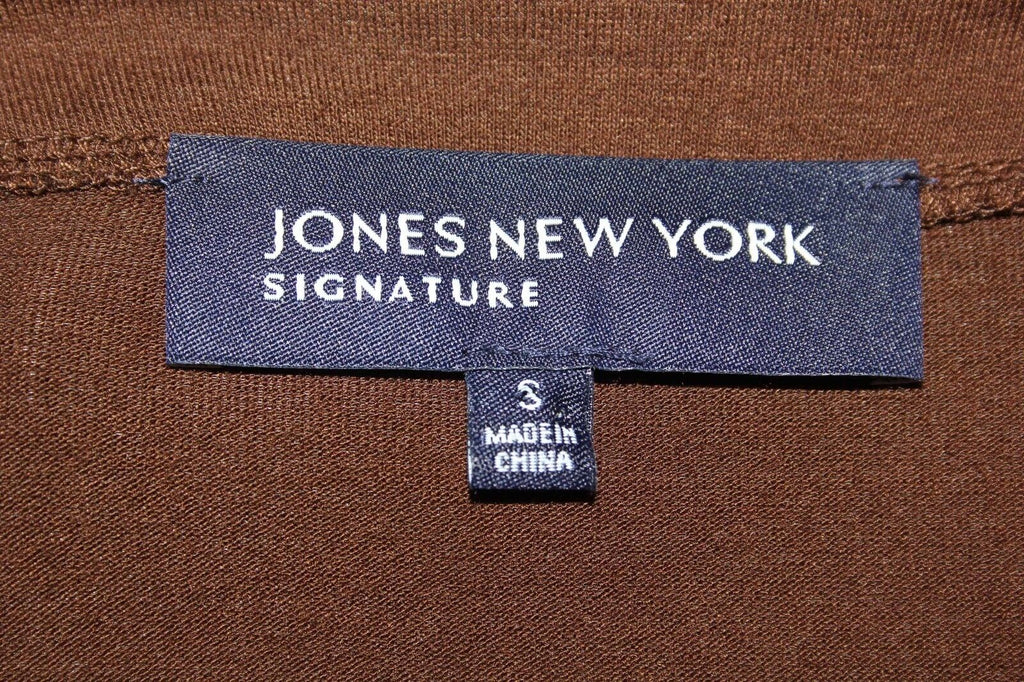 JONES NEW YORK
SIGNATURE
S
MADE IN
CHINA